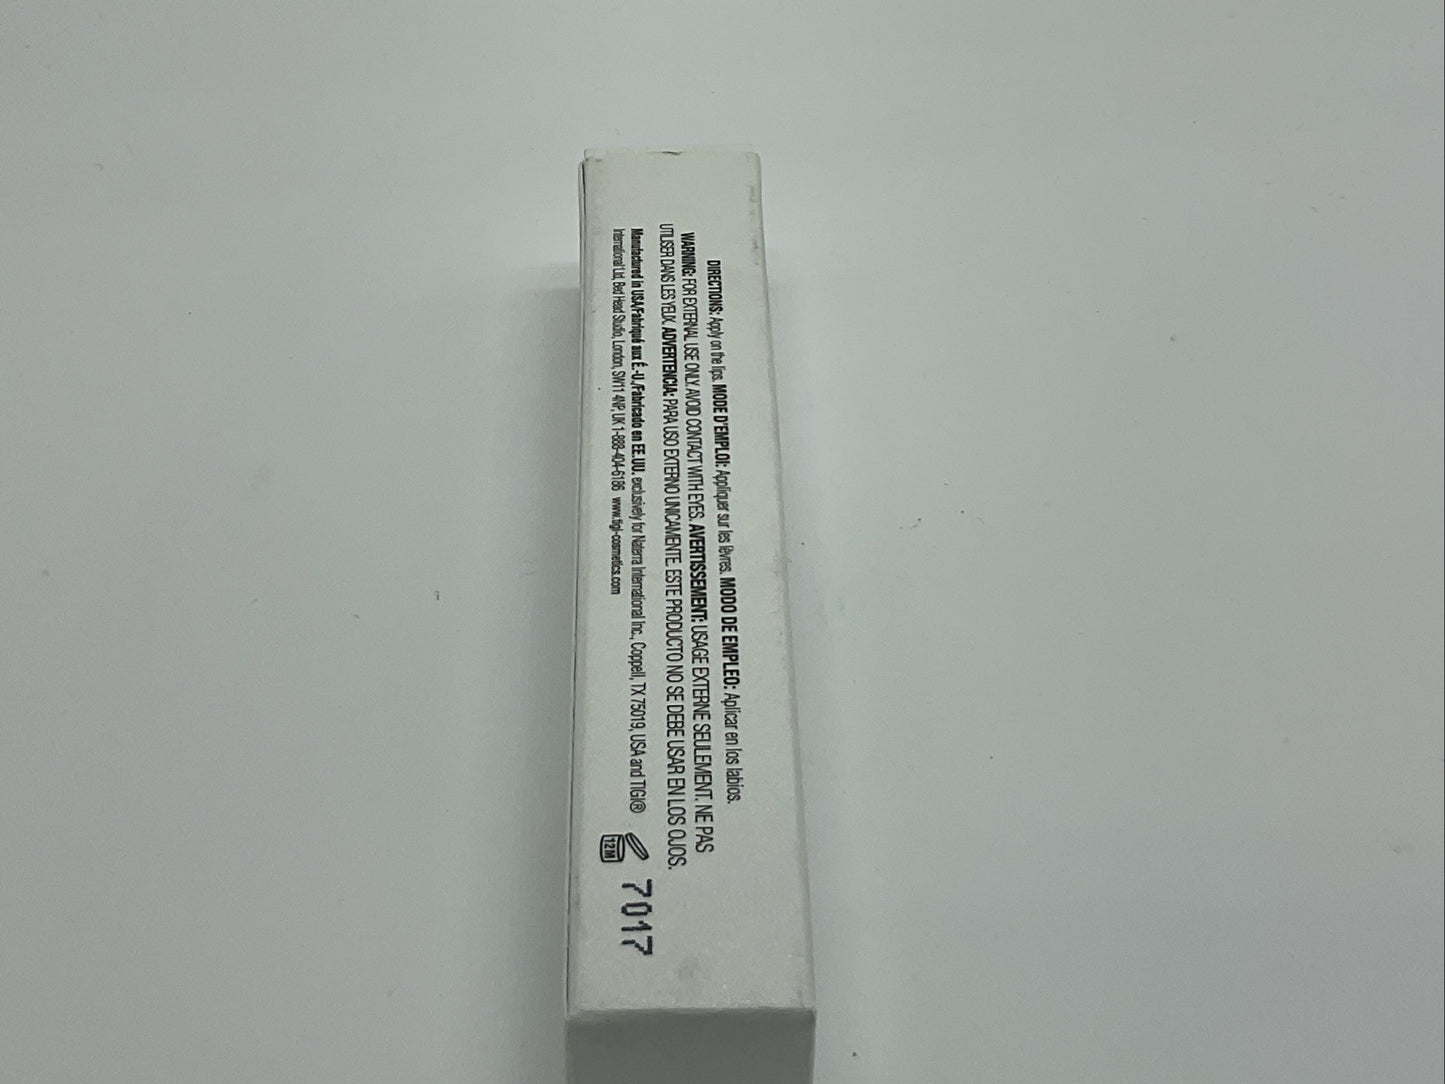 DIRECTIONS: Apply on the lips. MODE D'EMPLOI: Appliquer sur les lèvres. MODO DE EMPLEO: Aplicar en los labios.
WARNING: FOR EXTERNAL USE ONLY. AVOID CONTACT WITH EYES. AVERTISSEMENT: USAGE EXTERNE SEULEMENT. NE PAS
UTILISER DANS LES YEUX. ADVERTENCIA: PARA USO EXTERNO UNICAMENTE. ESTE PRODUCTO NO SE DEBE USAR EN LOS OJOS.
Manufactured in USA/Fabriqué aux É.-U./Fabricado en EE.UU. exclusively for Naterra International Inc., Coppell, TX 75019, USA and TIGI®
International Ltd, Bed Head Studio, London, SW11 4NP, UK 1-888-404-6186 www.tigi-cosmetics.com
12M
7017